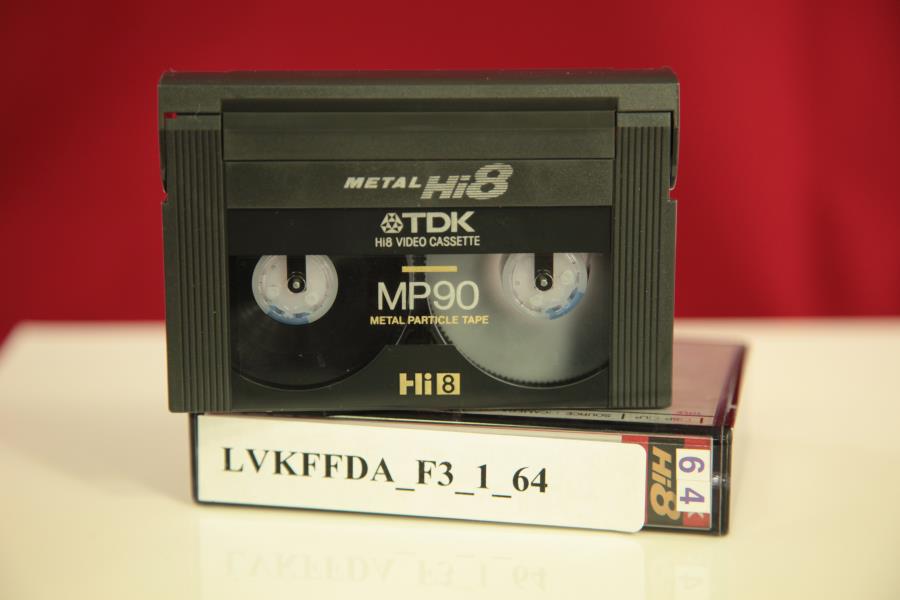 METAL Hi8
TDK
Hi8 VIDEO CASSETTE
MP90
METAL PARTICLE TAPE
Hi8
LVKFFDA_F3_1_64
Hi8
64